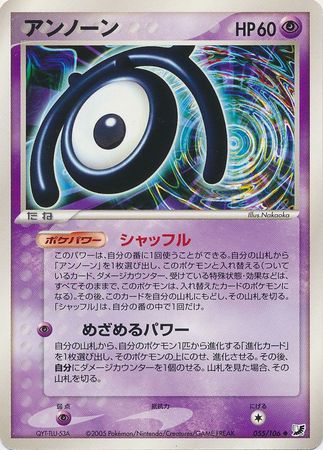 アンノーン
HP60
たね
Illus.Nakaoka
ポケパワー シャッフル
このパワーは、自分の番に1回使うことができる。自分の山札から
「アンノーン」を1枚選び出し、このポケモンと入れ替える（ついて
いるカード、ダメージカウンター、受けている特殊状態・効果などは、
すべてそのままで、このポケモンは、入れ替えたカードのポケモンに
なる）。その後、このカードを自分の山札にもどし、その山札を切る。
「シャッフル」は、自分の番の中で1回だけ。
めざめるパワー
自分の山札から、自分のポケモン1匹から進化する「進化カード」
を1枚選び出し、そのポケモンの上にのせ、進化させる。その後、
自分にダメージカウンターを1個のせる。山札を見た場合、その
山札を切る。
弱点
抵抗力
にげる
QYT-TLU-53A
©2005 Pokémon/Nintendo/Creatures/GAME FREAK
055/106